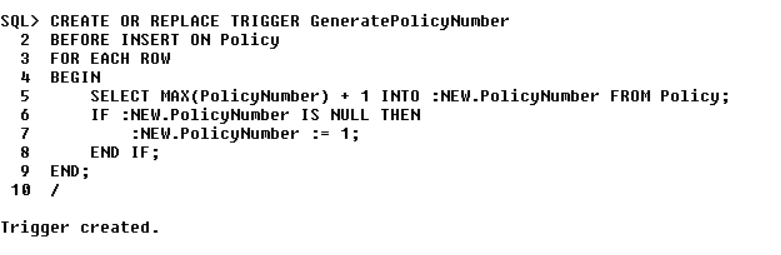 SQL> CREATE OR REPLACE TRIGGER GeneratePolicyNumber
  2  BEFORE INSERT ON Policy
  3  FOR EACH ROW
  4  BEGIN
  5      SELECT MAX(PolicyNumber) + 1 INTO :NEW.PolicyNumber FROM Policy;
  6      IF :NEW.PolicyNumber IS NULL THEN
  7          :NEW.PolicyNumber := 1;
  8      END IF;
  9  END;
 10  /
Trigger created.